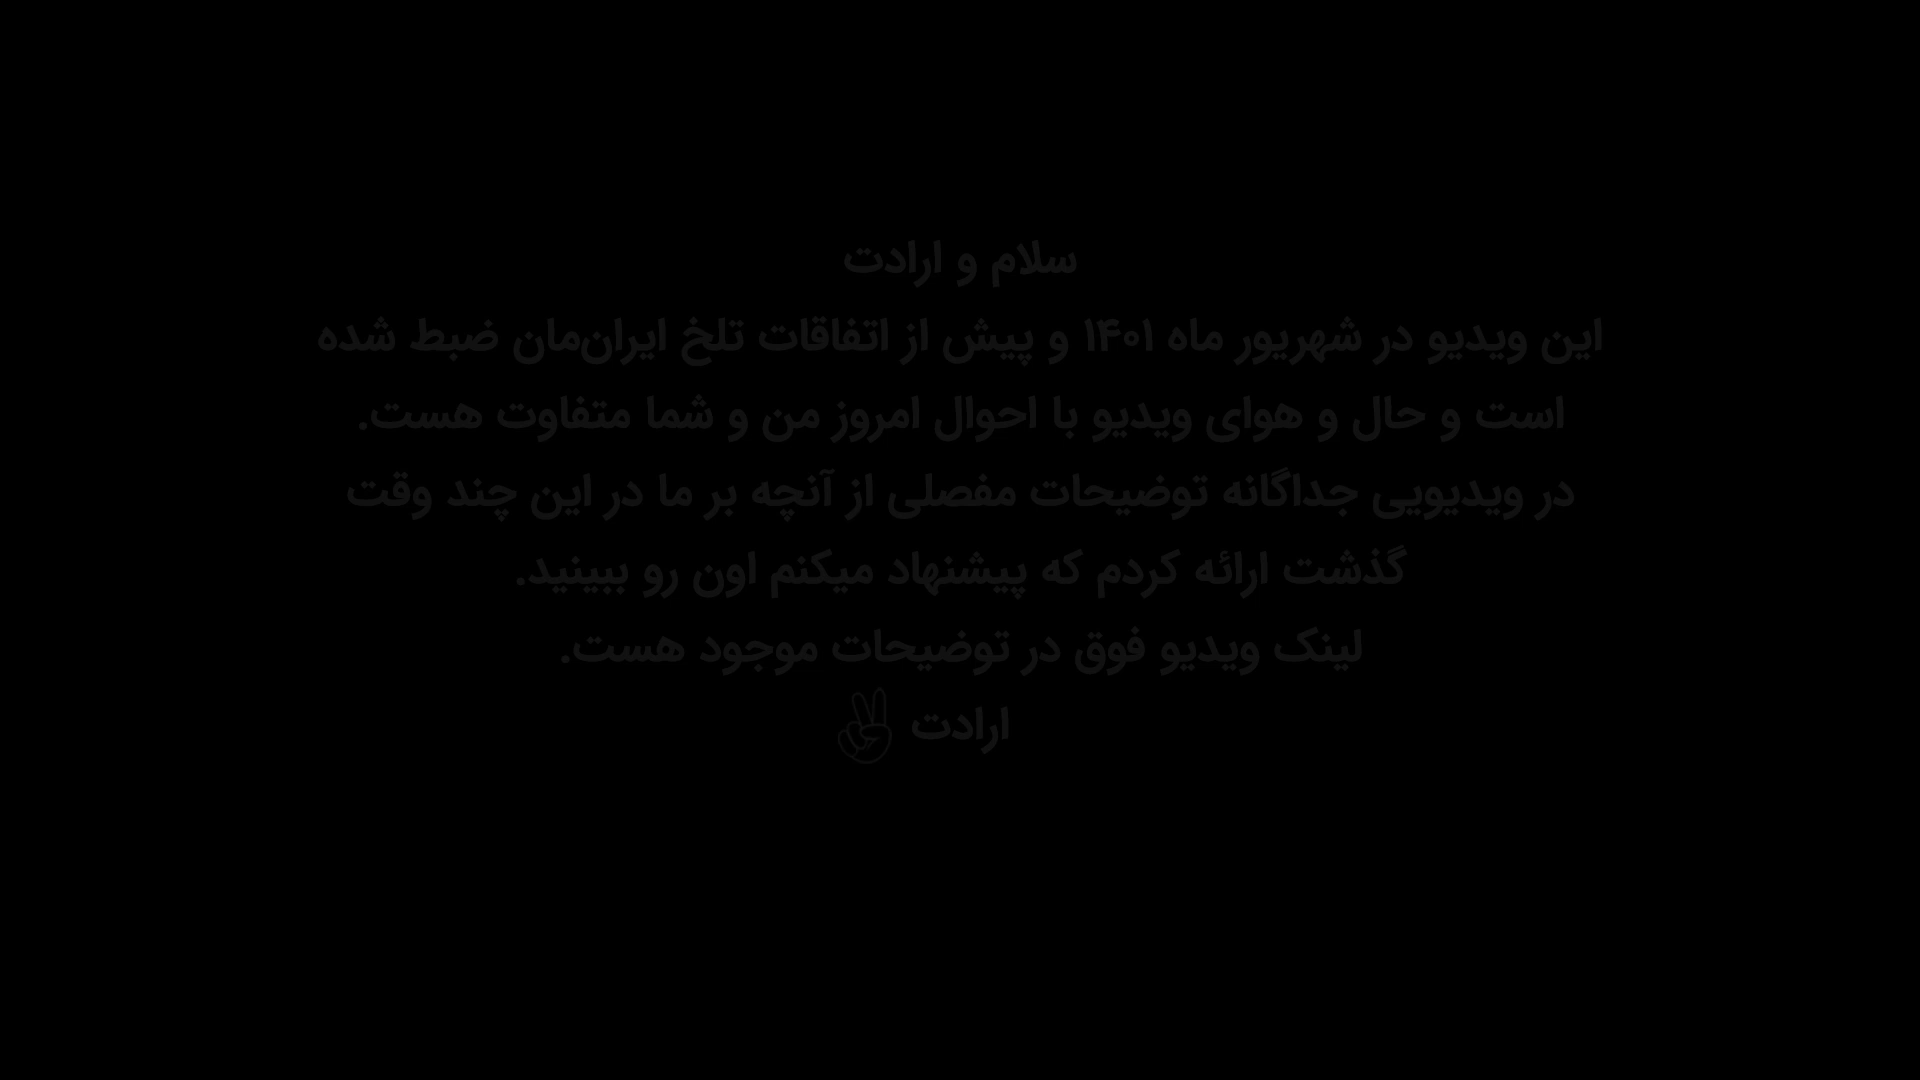 سلام و ارادت
این ویدیو در شهریور ماه ۱۴۰۱ و پیش از اتفاقات تلخ ایران‌مان ضبط شده
است و حال و هوای ویدیو با احوال امروز من و شما متفاوت هست.
در ویدیویی جداگانه توضیحات مفصلی از آنچه بر ما در این چند وقت
گذشت ارائه کردم که پیشنهاد میکنم اون رو ببینید.
لینک ویدیو فوق در توضیحات موجود هست.
ارادت ✌